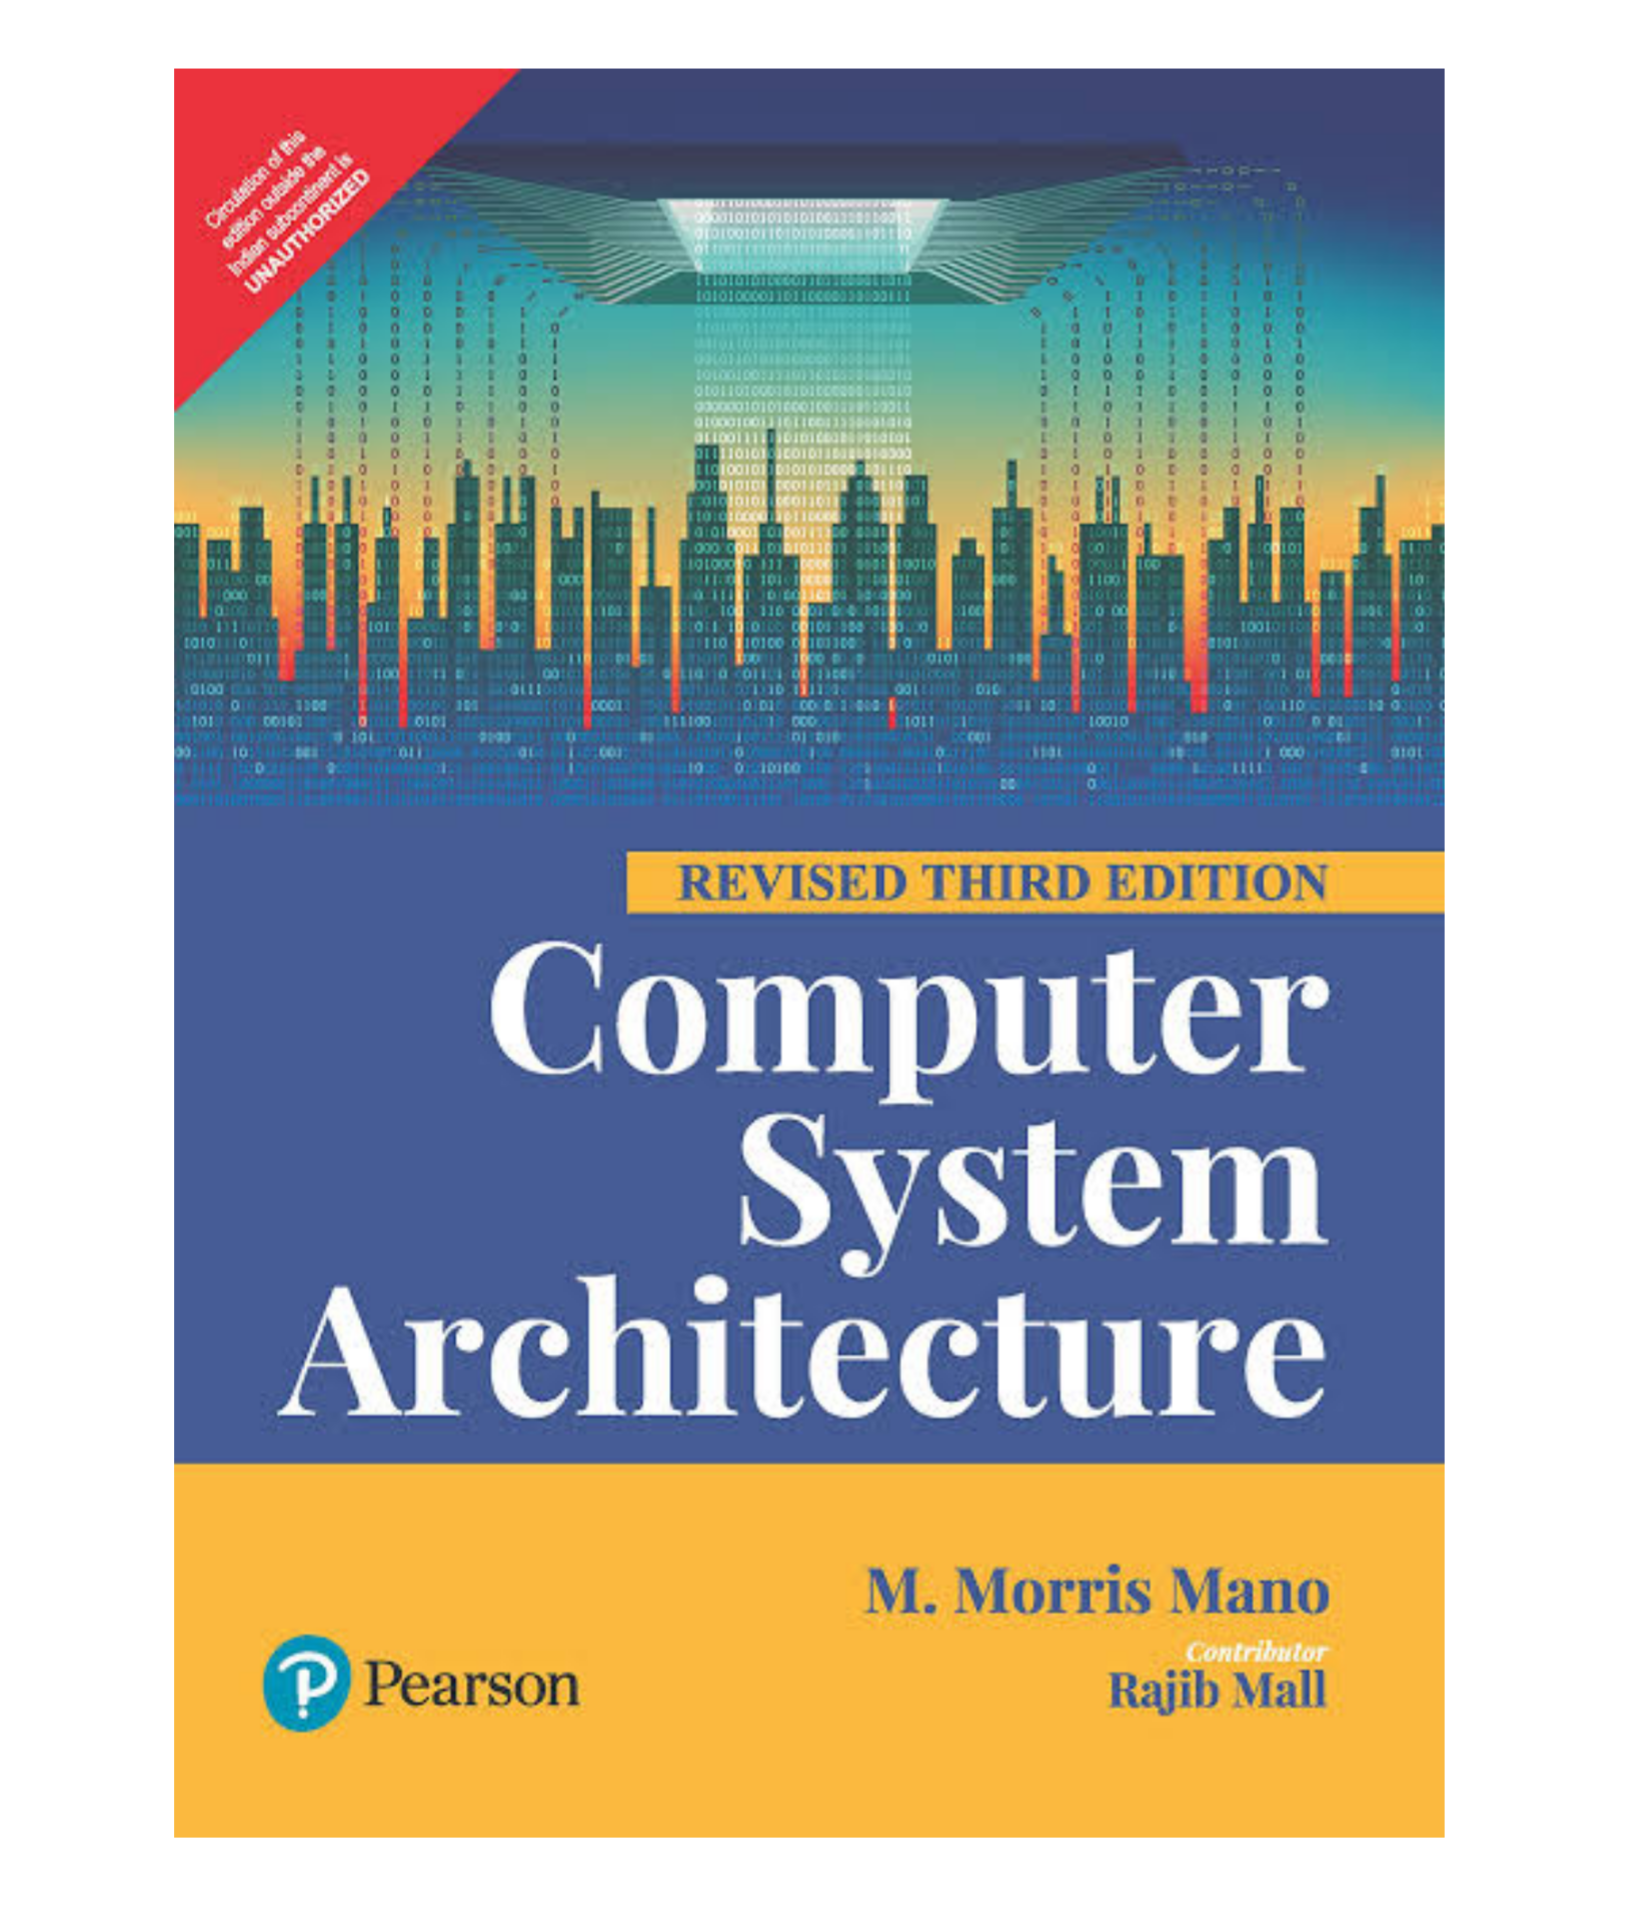 Circulation of this
edition outside the
Indian subcontinent is
UNAUTHORIZED
REVISED THIRD EDITION
Computer
System
Architecture
M. Morris Mano
Contributor
Rajib Mall
Pearson